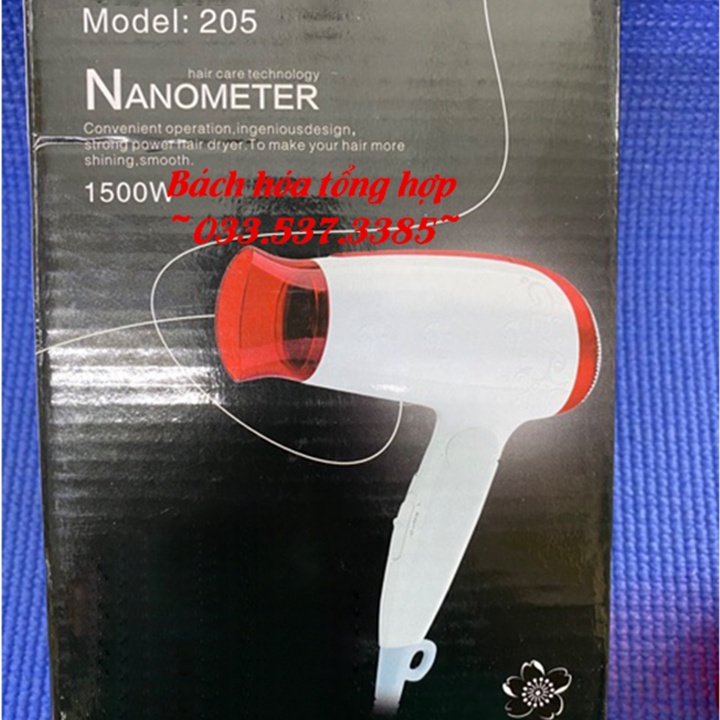 Model: 205
hair care technology
NANOMETER
Convenient operation,ingeniousdesign,
strong power hair dryer.To make your hair more
shining,smooth.
1500W
Bách hóa tổng hợp
~033.537.3385~